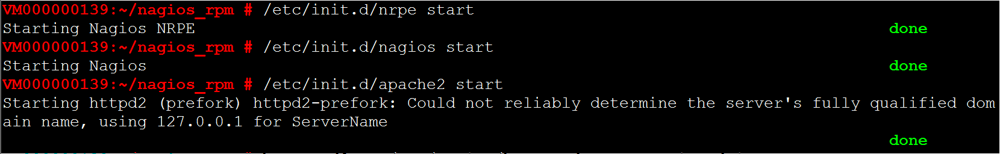 VM000000139:~/nagios_rpm # /etc/init.d/nrpe start
Starting Nagios NRPE done
VM000000139:~/nagios_rpm # /etc/init.d/nagios start
Starting Nagios done
VM000000139:~/nagios_rpm # /etc/init.d/apache2 start
Starting httpd2 (prefork) httpd2-prefork: Could not reliably determine the server's fully qualified dom
ain name, using 127.0.0.1 for ServerName
done